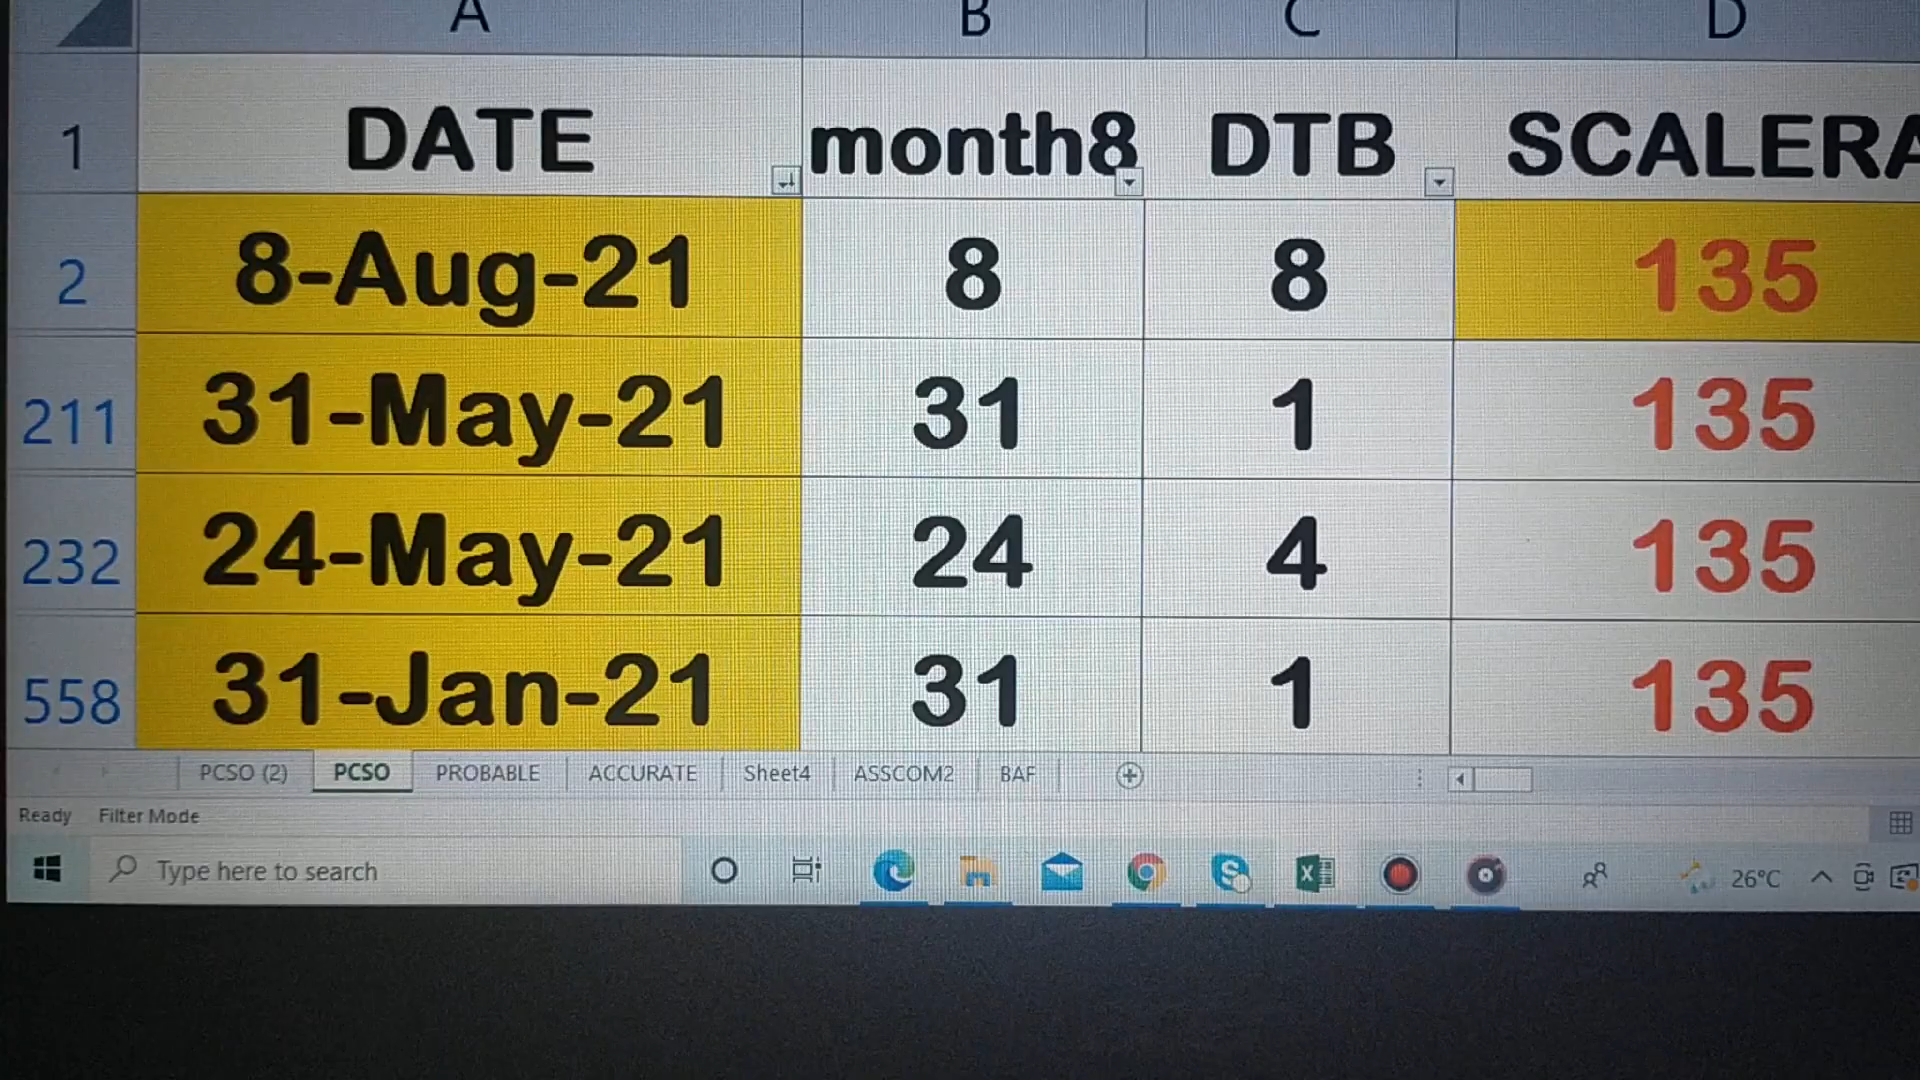 A B C D
1 DATE month8 DTB SCALERA
2 8-Aug-21 8 8 135
211 31-May-21 31 1 135
232 24-May-21 24 4 135
558 31-Jan-21 31 1 135
PCSO (2) PCSO PROBABLE ACCURATE Sheet4 ASSCOM2 BAF
Ready Filter Mode
Type here to search 26°C